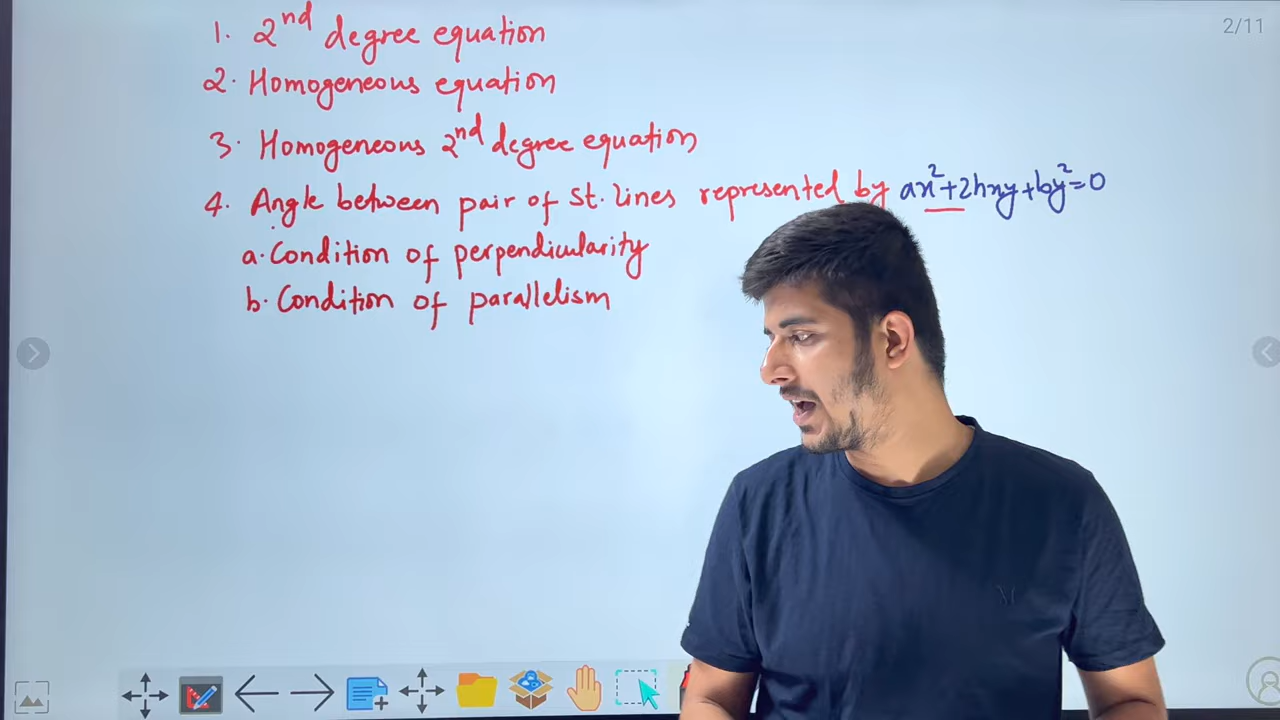 2/11
1. 2nd degree equation
2. Homogeneous equation
3. Homogeneous 2nd degree equation
4. Angle between pair of St. lines represented by ax²+2hxy+by²=0
a. Condition of perpendicularity
b. Condition of parallelism